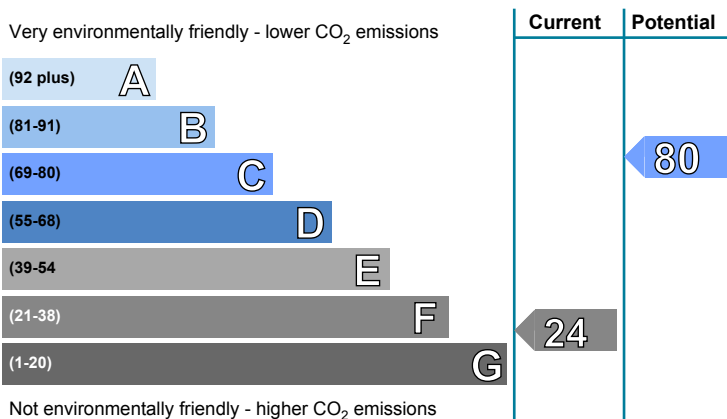 Current Potential
Very environmentally friendly - lower CO2 emissions
(92 plus) A
(81-91) B
(69-80) C
80
(55-68) D
(39-54 E
(21-38) F
24
(1-20) G
Not environmentally friendly - higher CO2 emissions